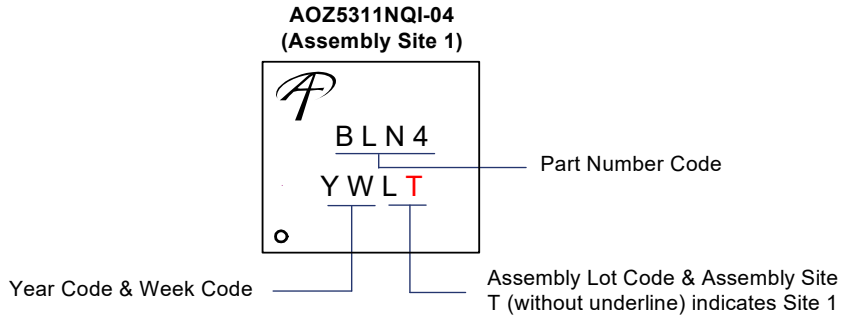 AOZ5311NQI-04
(Assembly Site 1)
BLN4
Part Number Code
YWLT
Year Code & Week Code
Assembly Lot Code & Assembly Site
T (without underline) indicates Site 1